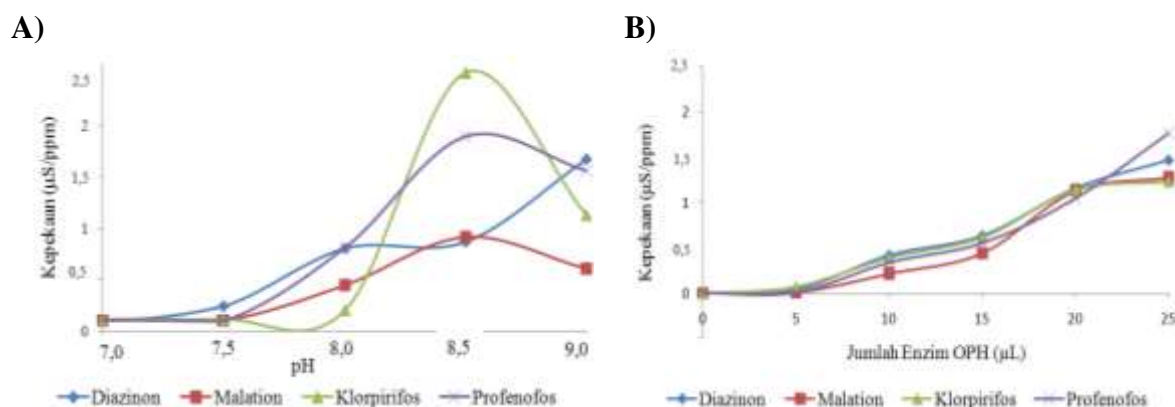 A)
Kepekaan (µS/ppm)
2,5
2
1,5
1
0,5
0
7,0
7,5
8,0
8,5
9,0
pH
Diazinon
Malation
Klorpirifos
Profenofos
B)
Kepekaan (µS/ppm)
2,5
2
1,5
1
0,5
0
0
5
10
15
20
25
Jumlah Enzim OPH (µL)
Diazinon
Malation
Klorpirifos
Profenofos